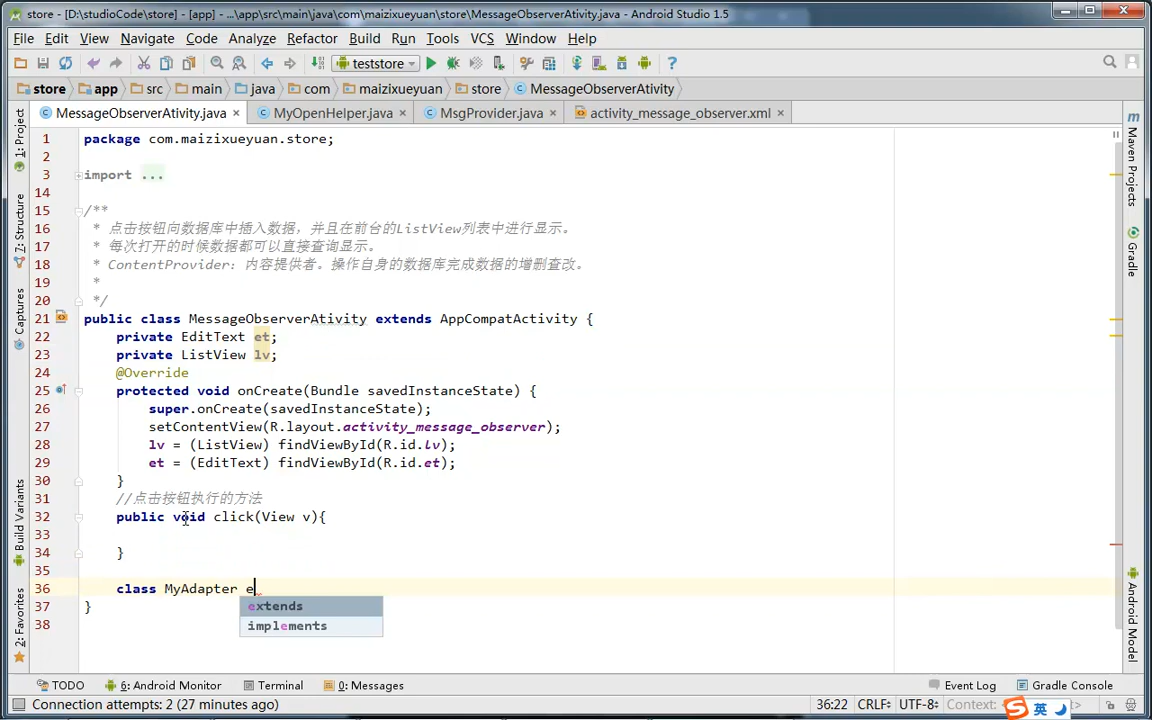 store - [D:\studioCode\store] - [app] - ...\app\src\main\java\com\maizixueyuan\store\MessageObserverAtivity.java - Android Studio 1.5
File Edit View Navigate Code Analyze Refactor Build Run Tools VCS Window Help
teststore
store app src main java com maizixueyuan store MessageObserverAtivity
MessageObserverAtivity.java MyOpenHelper.java MsgProvider.java activity_message_observer.xml
1 package com.maizixueyuan.store;
2
3 import ...
14
15 /**
16 * 点击按钮向数据库中插入数据，并且在前台的ListView列表中进行显示。
17 * 每次打开的时候数据都可以直接查询显示。
18 * ContentProvider: 内容提供者。操作自身的数据库完成数据的增删查改。
19 *
20 */
21 public class MessageObserverAtivity extends AppCompatActivity {
22 private EditText et;
23 private ListView lv;
24 @Override
25 protected void onCreate(Bundle savedInstanceState) {
26 super.onCreate(savedInstanceState);
27 setContentView(R.layout.activity_message_observer);
28 lv = (ListView) findViewById(R.id.lv);
29 et = (EditText) findViewById(R.id.et);
30 }
31 //点击按钮执行的方法
32 public void click(View v){
33
34 }
35
36 class MyAdapter e
extends
37 }
implements
38
1: Project
7: Structure
Captures
Build Variants
2: Favorites
Maven Projects
Gradle
Android Model
TODO 6: Android Monitor Terminal 0: Messages Event Log Gradle Console
Connection attempts: 2 (27 minutes ago) 36:22 CRLF UTF-8 Context: 英